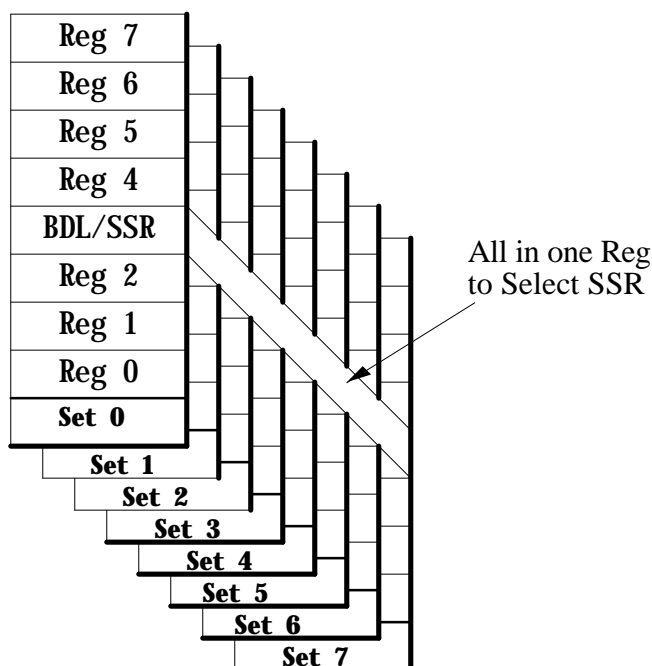 Reg 7
Reg 6
Reg 5
Reg 4
BDL/SSR
Reg 2
Reg 1
Reg 0
Set 0
Set 1
Set 2
Set 3
Set 4
Set 5
Set 6
Set 7
All in one Reg
to Select SSR